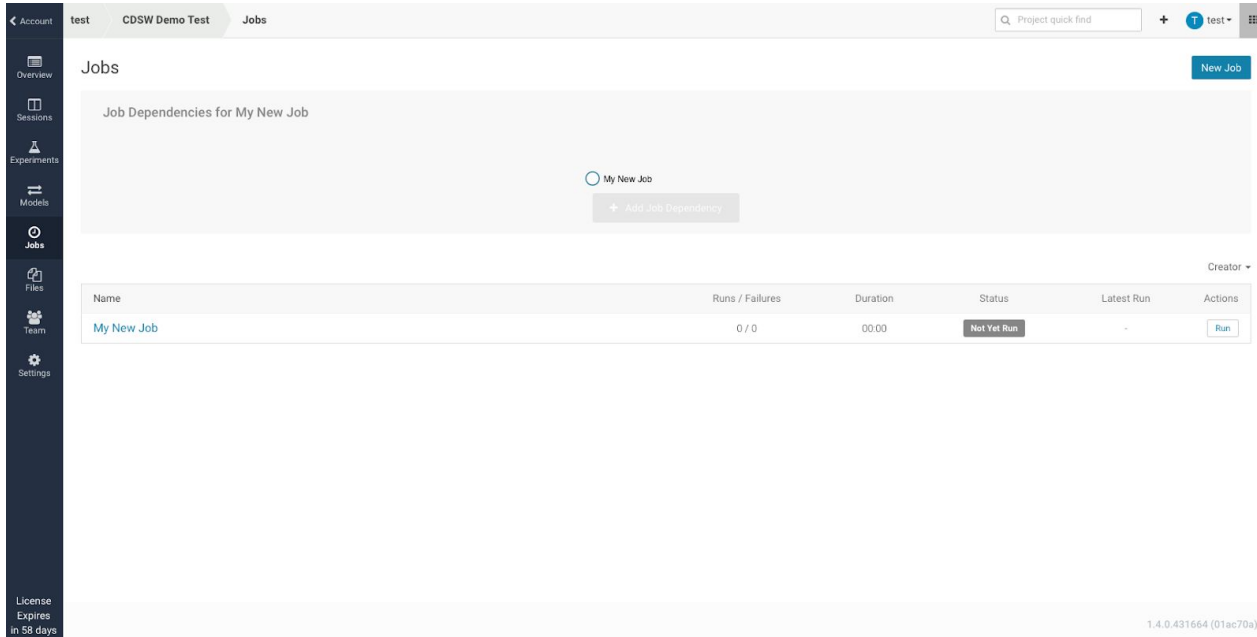 Account
test CDSW Demo Test Jobs Project quick find + T test
Overview
Sessions
Experiments
Models
Jobs
Files
Team
Settings
License
Expires
in 58 days
Jobs New Job
Job Dependencies for My New Job
My New Job
+ Add Job Dependency
Creator
Name Runs / Failures Duration Status Latest Run Actions
My New Job 0 / 0 00:00 Not Yet Run - Run
1.4.0.431664 (01ac70a)